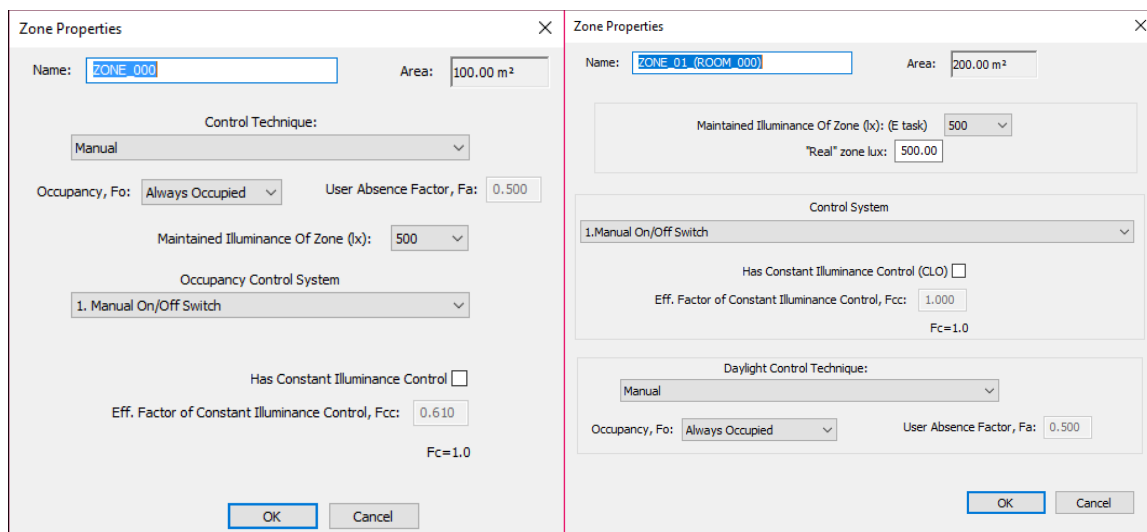 Zone Properties
Name: ZONE_000 Area: 100.00 m²
Control Technique:
Manual
Occupancy, Fo: Always Occupied User Absence Factor, Fa: 0.500
Maintained Illuminance Of Zone (lx): 500
Occupancy Control System
1. Manual On/Off Switch
Has Constant Illuminance Control
Eff. Factor of Constant Illuminance Control, Fcc: 0.610
Fc=1.0
OK Cancel
Zone Properties
Name: ZONE_01_(ROOM_000) Area: 200.00 m²
Maintained Illuminance Of Zone (lx): (E task) 500
"Real" zone lux: 500.00
Control System
1.Manual On/Off Switch
Has Constant Illuminance Control (CLO)
Eff. Factor of Constant Illuminance Control, Fcc: 1.000
Fc=1.0
Daylight Control Technique:
Manual
Occupancy, Fo: Always Occupied User Absence Factor, Fa: 0.500
OK Cancel